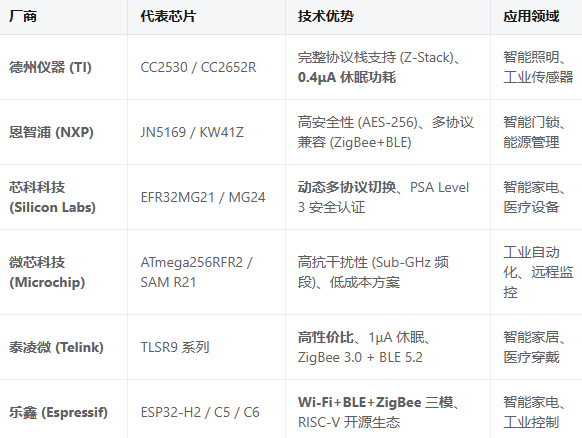 厂商 代表芯片 技术优势 应用领域
德州仪器 (TI) CC2530 / CC2652R 完整协议栈支持 (Z-Stack)、 智能照明、
0.4μA 休眠功耗 工业传感器
恩智浦 (NXP) JN5169 / KW41Z 高安全性 (AES-256)、多协议 智能门锁、
兼容 (ZigBee+BLE) 能源管理
芯科科技 EFR32MG21 / MG24 动态多协议切换、PSA Level 智能家电、
(Silicon Labs) 3 安全认证 医疗设备
微芯科技 ATmega256RFR2 / 高抗干扰性 (Sub-GHz 频 工业自动
(Microchip) SAM R21 段)、低成本方案 化、远程监
控
泰凌微 (Telink) TLSR9 系列 高性价比、1μA 休眠、 智能家居、
ZigBee 3.0 + BLE 5.2 医疗穿戴
乐鑫 (Espressif) ESP32-H2 / C5 / C6 Wi-Fi+BLE+ZigBee 三模、 智能家电、
RISC-V 开源生态 工业控制